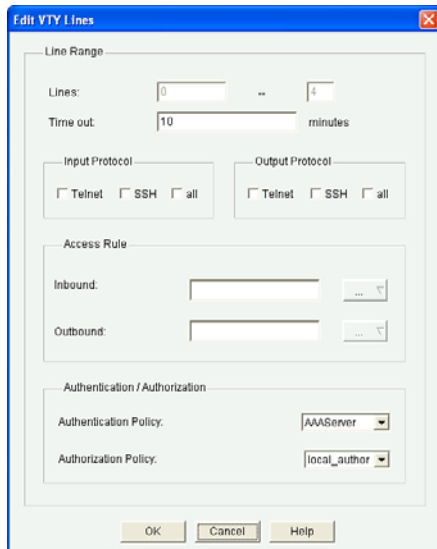 Edit VTY Lines
Line Range
Lines: 0 -- 4
Time out: 10 minutes
Input Protocol Output Protocol
Telnet SSH all Telnet SSH all
Access Rule
Inbound: ...
Outbound: ...
Authentication / Authorization
Authentication Policy: AAAServer
Authorization Policy: local_author
OK Cancel Help